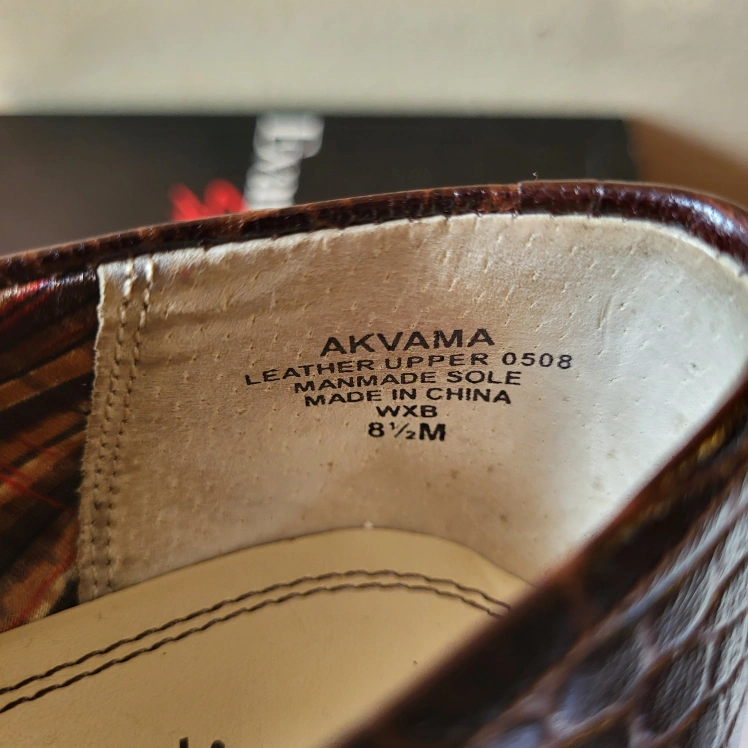 AKVAMA
LEATHER UPPER 0508
MANMADE SOLE
MADE IN CHINA
WXB
8½M